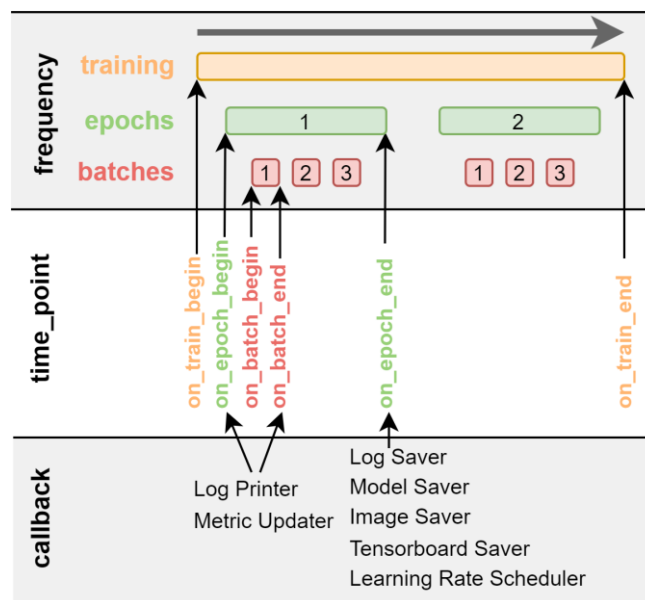 frequency
training
epochs
1
2
batches
1
2
3
1
2
3
time_point
on_train_begin
on_epoch_begin
on_batch_begin
on_batch_end
on_epoch_end
on_train_end
callback
Log Printer
Metric Updater
Log Saver
Model Saver
Image Saver
Tensorboard Saver
Learning Rate Scheduler